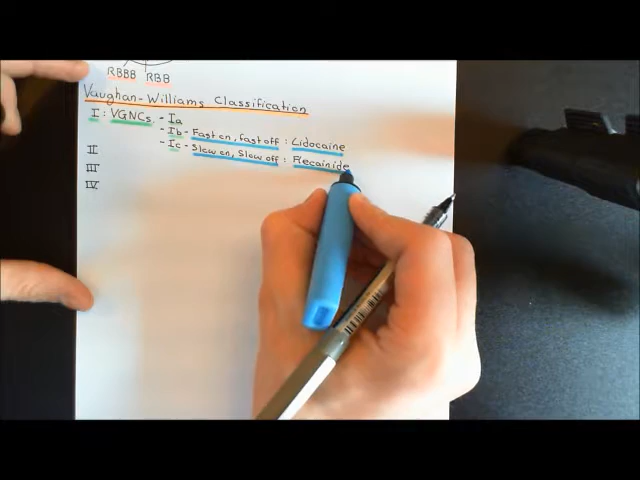 RBBB RBB
Vaughan-Williams Classification
I: VGNCs - Ia
- Ib - Fast on, fast off : Lidocaine
- Ic - Slow on, Slow off : Flecainide
II
III
IV